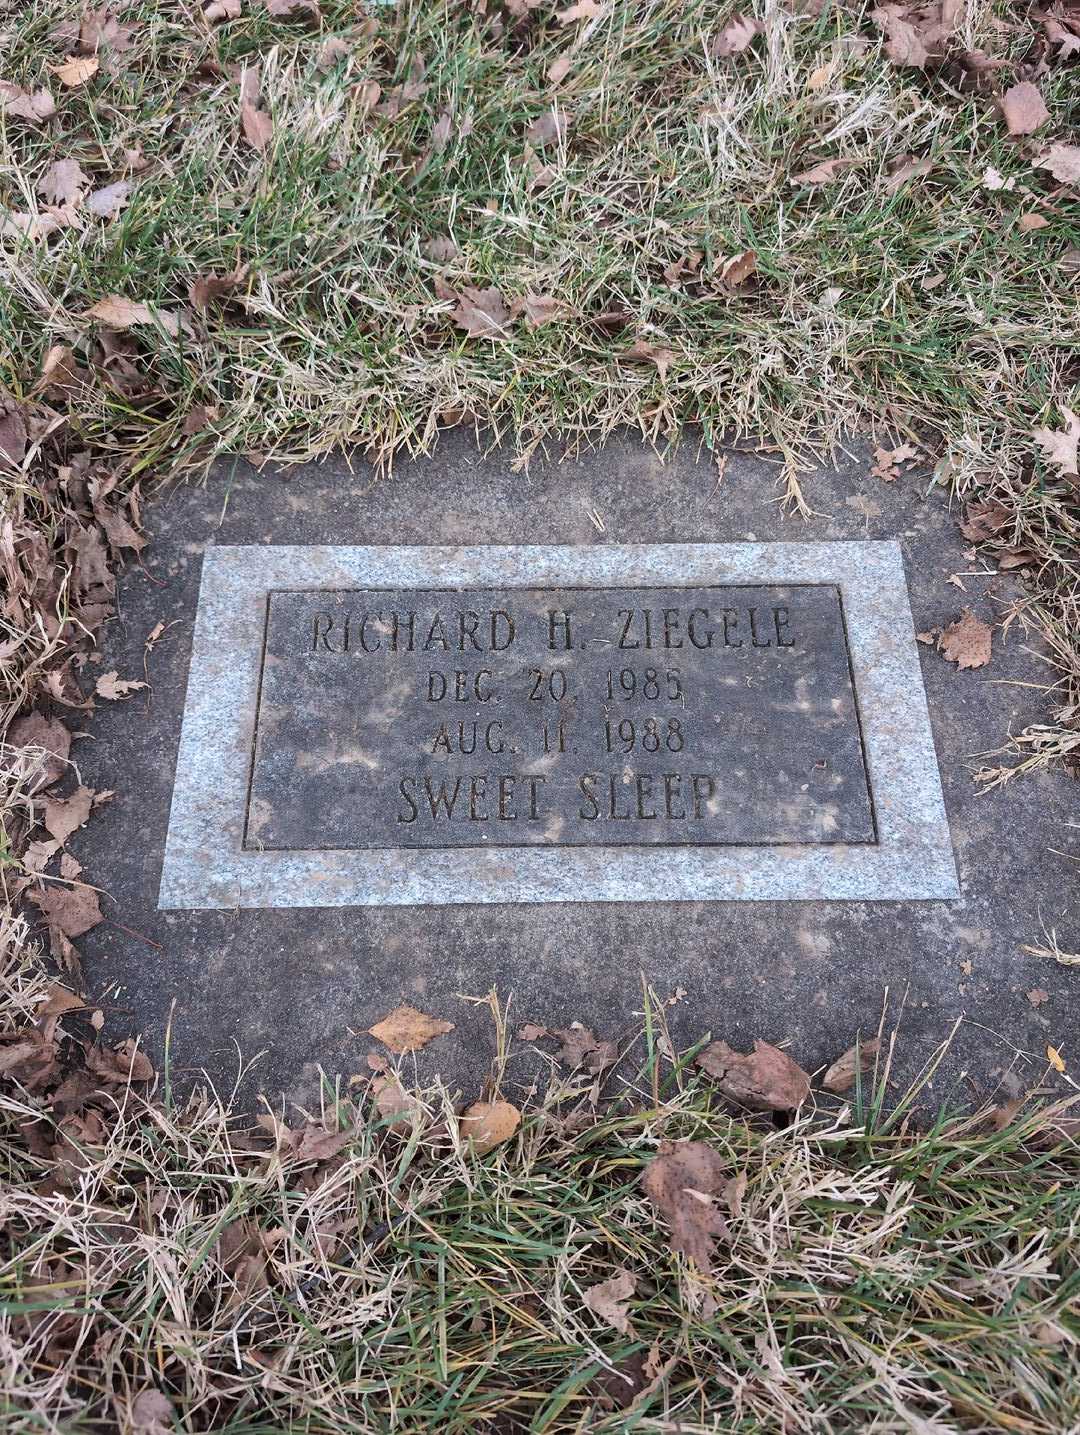 RICHARD H. ZIEGELE
DEC. 20. 1985
AUG. 11. 1988
SWEET SLEEP